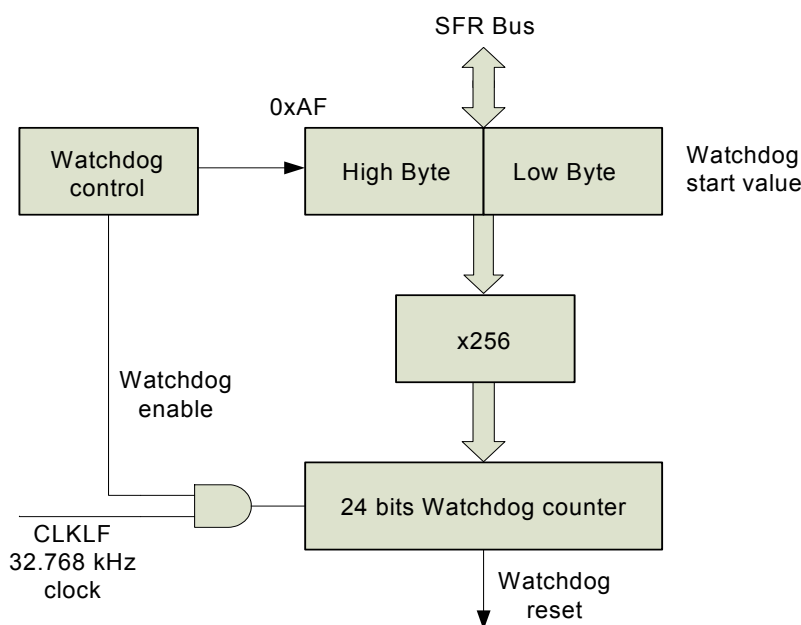 SFR Bus
0xAF
Watchdog
control
High Byte
Low Byte
Watchdog
start value
x256
Watchdog
enable
24 bits Watchdog counter
CLKLF
32.768 kHz
clock
Watchdog
reset